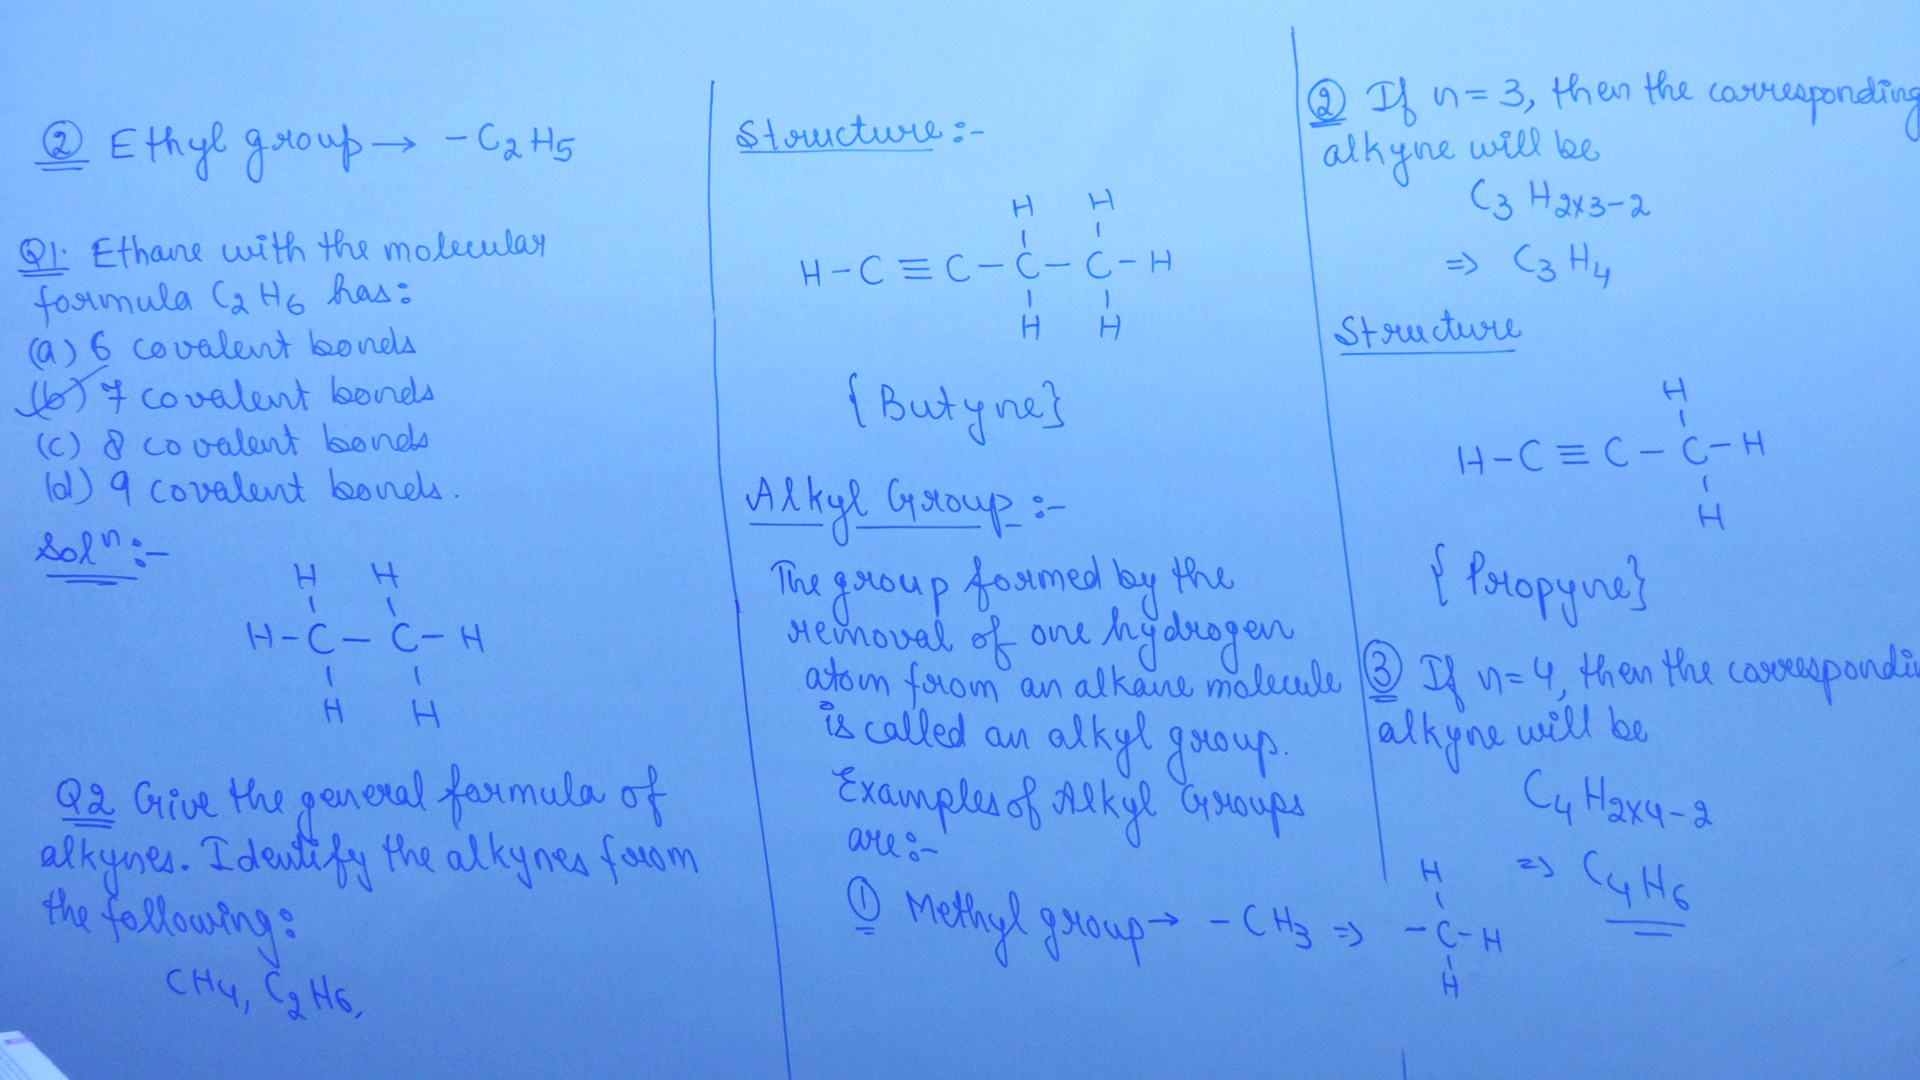 ② Ethyl group → -C₂H₅
Q1. Ethane with the molecular
formula C₂H₆ has:
(a) 6 covalent bonds
(b) 7 covalent bonds
(c) 8 covalent bonds
(d) 9 covalent bonds.
Solⁿ:-
H H
H-C-C-H
H H
Q2 Give the general formula of
alkynes. Identify the alkynes from
the following:
CH₄, C₂H₆,
Structure:-
H H
H-C≡C-C-C-H
H H
{Butyne}
Alkyl Group:-
The group formed by the
removal of one hydrogen
atom from an alkane molecule
is called an alkyl group.
Examples of Alkyl Groups
are:-
① Methyl group → -CH₃ ⇒
H
-C-H
H
② If n=3, then the corresponding
alkyne will be
C₃ H₂ₓ₃₋₂
⇒ C₃H₄
Structure
H
H-C≡C-C-H
H
{Propyne}
③ If n=4, then the correspondi
alkyne will be
C₄H₂ₓ₄₋₂
⇒ C₄H₆